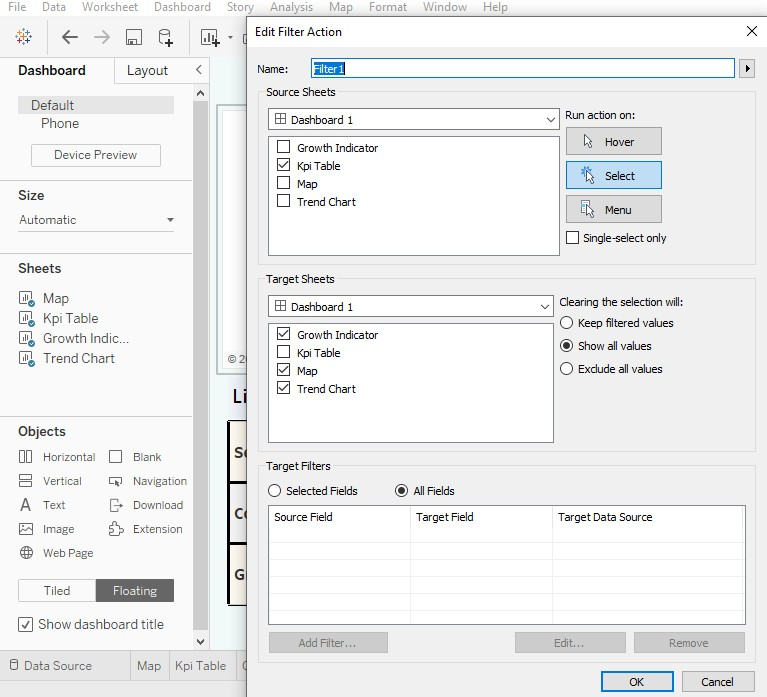 File Data Worksheet Dashboard Story Analysis Map Format Window Help
Dashboard Layout
Default
Phone
Device Preview
Size
Automatic
Sheets
Map
Kpi Table
Growth Indic...
Trend Chart
Objects
Horizontal Blank
Vertical Navigation
Text Download
Image Extension
Web Page
Tiled Floating
Show dashboard title
Data Source Map Kpi Table
© 20
Li
Se
Co
G
Edit Filter Action
Name: Filter1
Source Sheets
Dashboard 1
Growth Indicator
Kpi Table
Map
Trend Chart
Run action on:
Hover
Select
Menu
Single-select only
Target Sheets
Dashboard 1
Growth Indicator
Kpi Table
Map
Trend Chart
Clearing the selection will:
Keep filtered values
Show all values
Exclude all values
Target Filters
Selected Fields All Fields
Source Field Target Field Target Data Source
Add Filter... Edit... Remove
OK Cancel